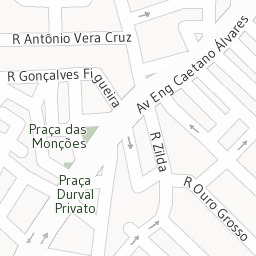 R Antônio Vera Cruz
R Gonçalves Figueira
Av Eng Caetano Álvares
Praça das
Monções
R Zilda
Praça
Durval
Privato
R Ouro Grosso